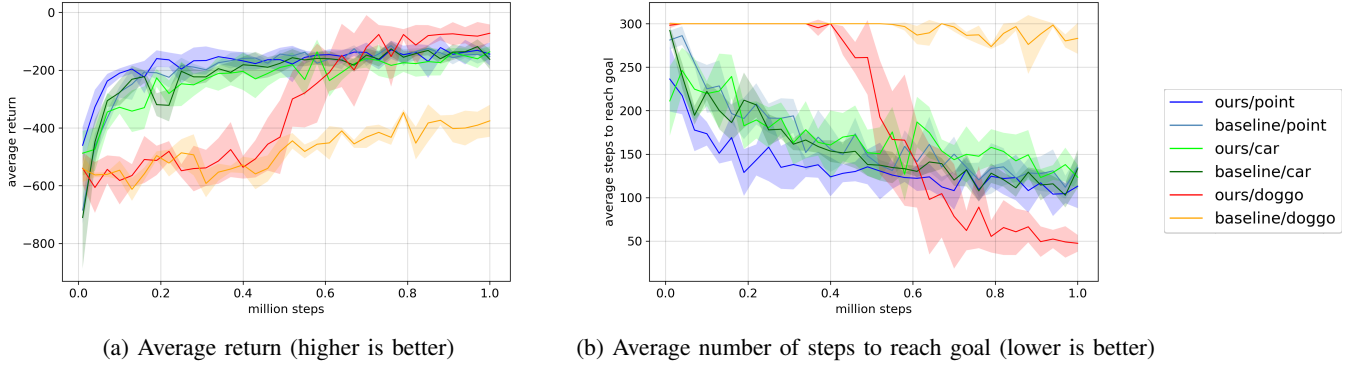 0
−200
−400
−600
−800
average return
0.0 0.2 0.4 0.6 0.8 1.0
million steps
(a) Average return (higher is better)
300
250
200
150
100
50
average steps to reach goal
0.0 0.2 0.4 0.6 0.8 1.0
million steps
(b) Average number of steps to reach goal (lower is better)
ours/point
baseline/point
ours/car
baseline/car
ours/doggo
baseline/doggo